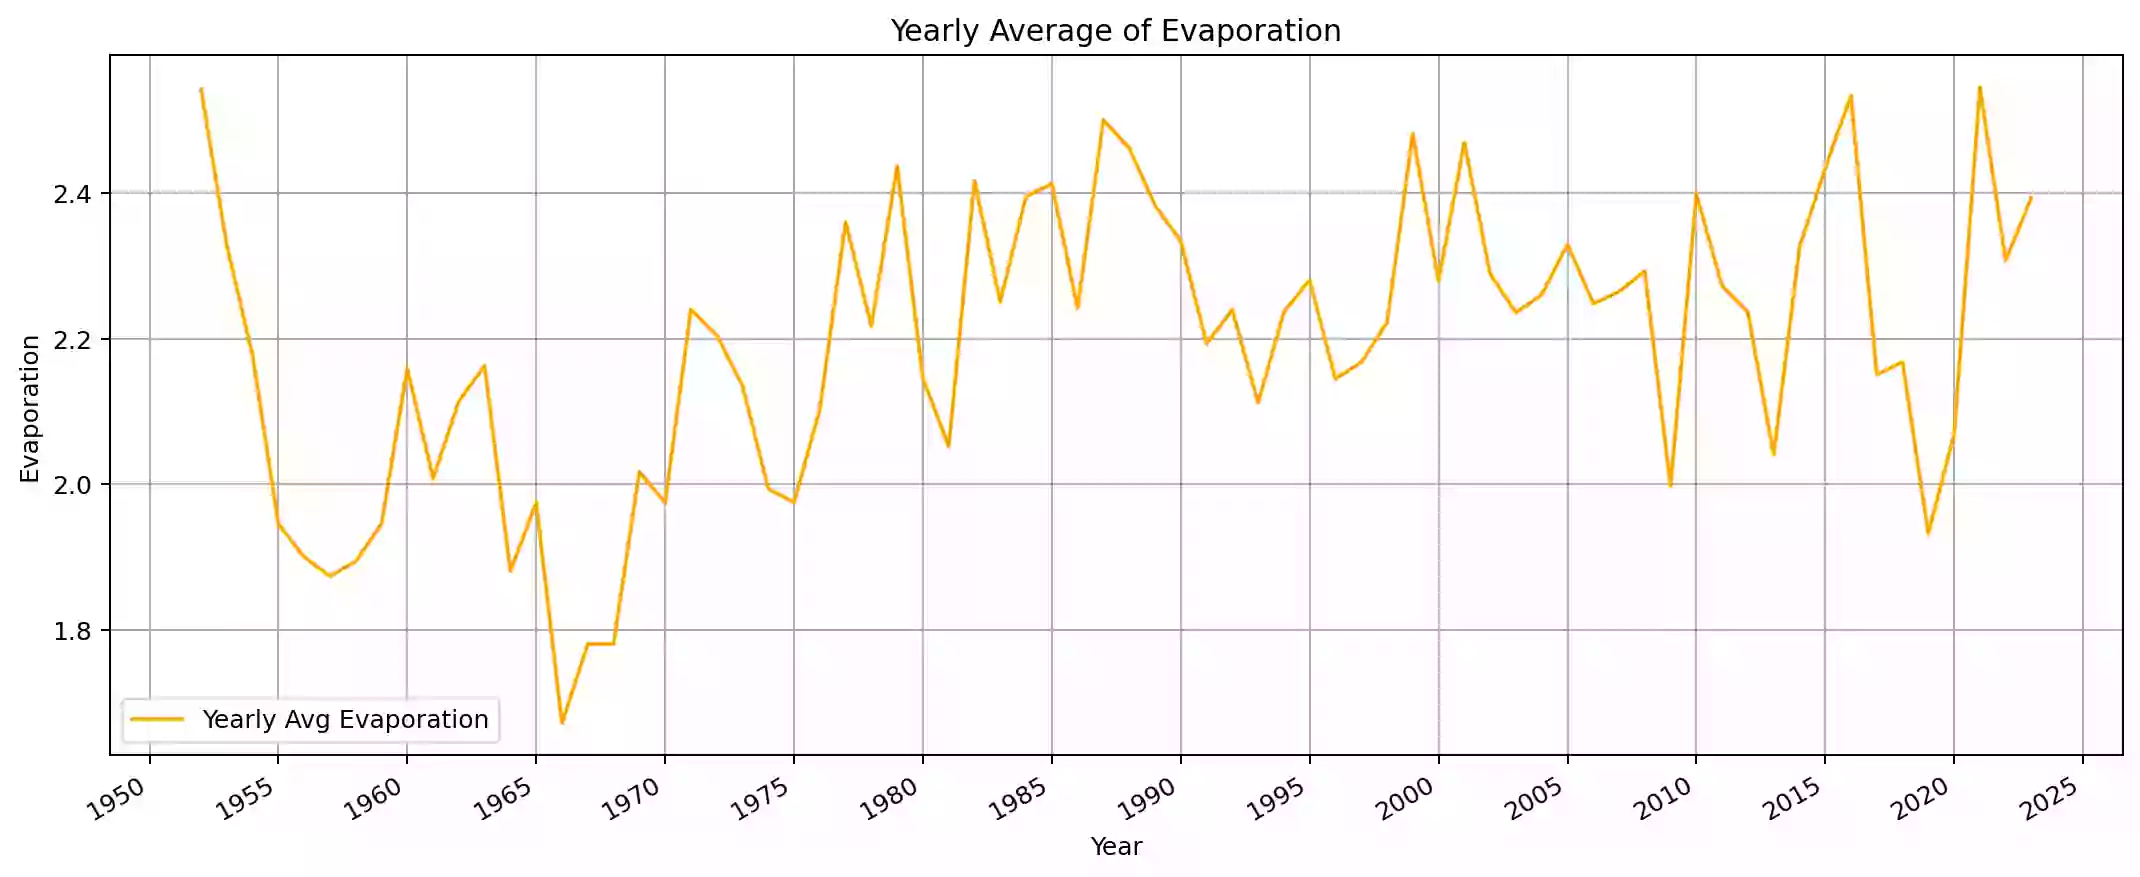 Yearly Average of Evaporation
Evaporation
2.4
2.2
2.0
1.8
Yearly Avg Evaporation
1950 1955 1960 1965 1970 1975 1980 1985 1990 1995 2000 2005 2010 2015 2020 2025
Year